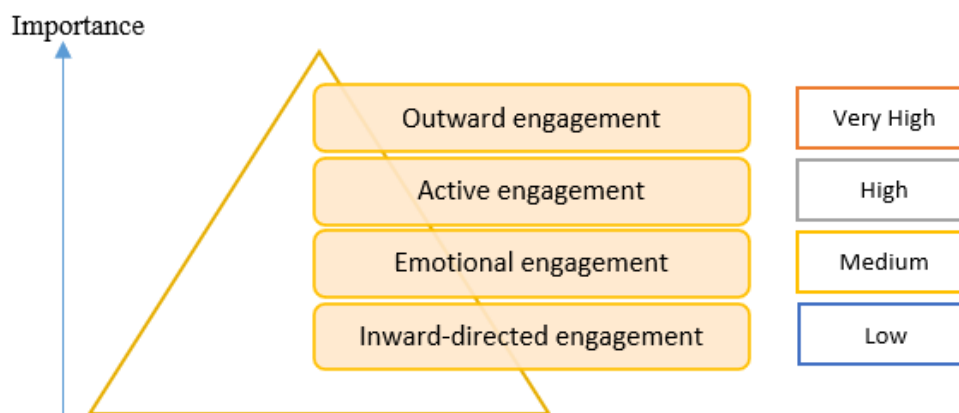 Importance
Outward engagement
Very High
Active engagement
High
Emotional engagement
Medium
Inward-directed engagement
Low